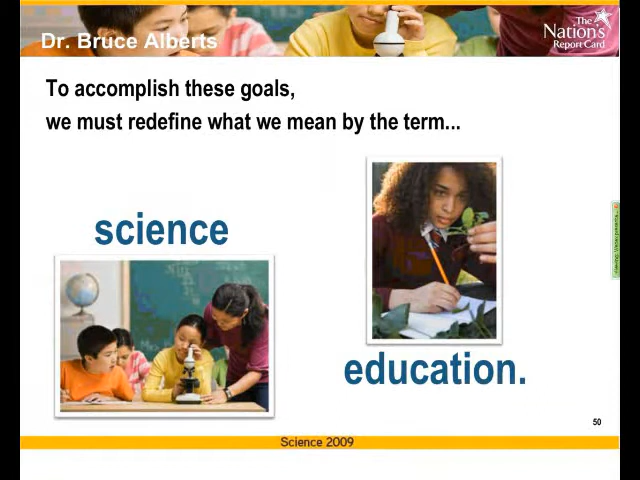 Dr. Bruce Alberts
The
Nation's
Report Card
To accomplish these goals,
we must redefine what we mean by the term...
science
education.
50
Science 2009